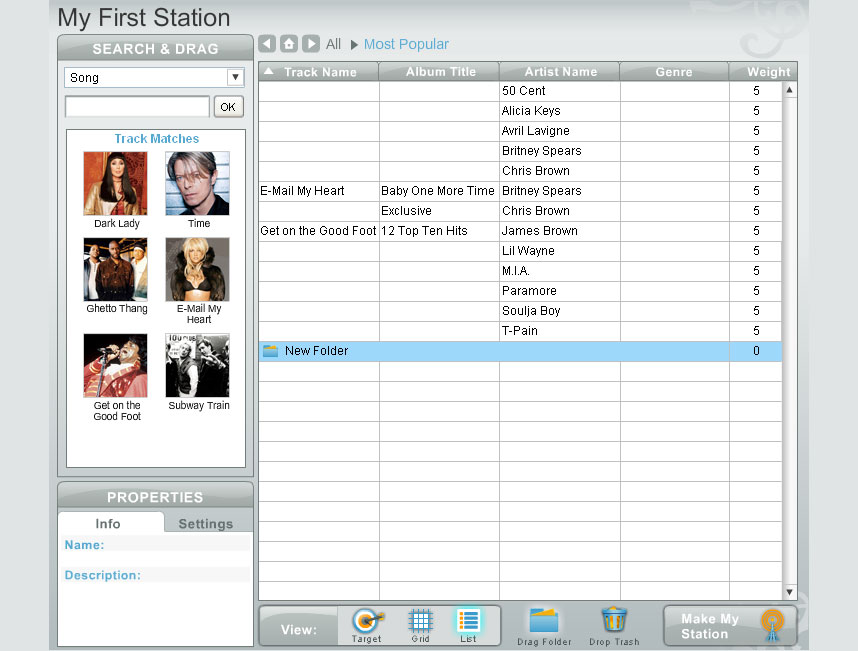 My First Station
SEARCH & DRAG
Song
OK
Track Matches
Dark Lady
Time
Ghetto Thang
E-Mail My
Heart
Get on the
Good Foot
Subway Train
PROPERTIES
Info Settings
Name:
Description:
All Most Popular
Track Name Album Title Artist Name Genre Weight
50 Cent 5
Alicia Keys 5
Avril Lavigne 5
Britney Spears 5
Chris Brown 5
E-Mail My Heart Baby One More Time Britney Spears 5
Exclusive Chris Brown 5
Get on the Good Foot 12 Top Ten Hits James Brown 5
Lil Wayne 5
M.I.A. 5
Paramore 5
Soulja Boy 5
T-Pain 5
New Folder 0
View: Target Grid List Drag Folder Drop Trash
Make My
Station